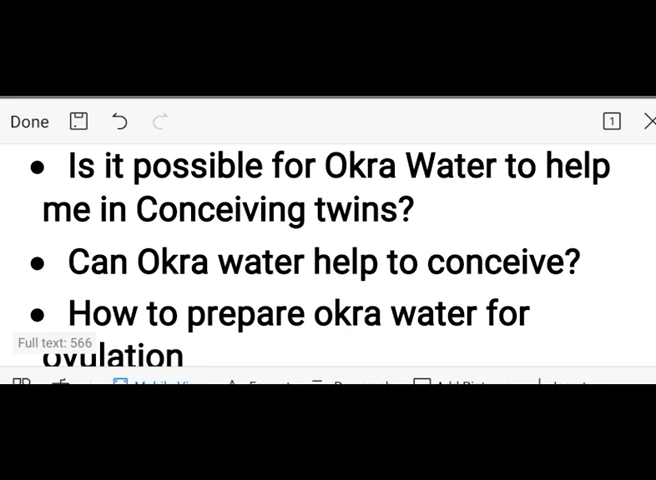 Done
1
• Is it possible for Okra Water to help
me in Conceiving twins?
• Can Okra water help to conceive?
• How to prepare okra water for
Full text: 566
ovulation